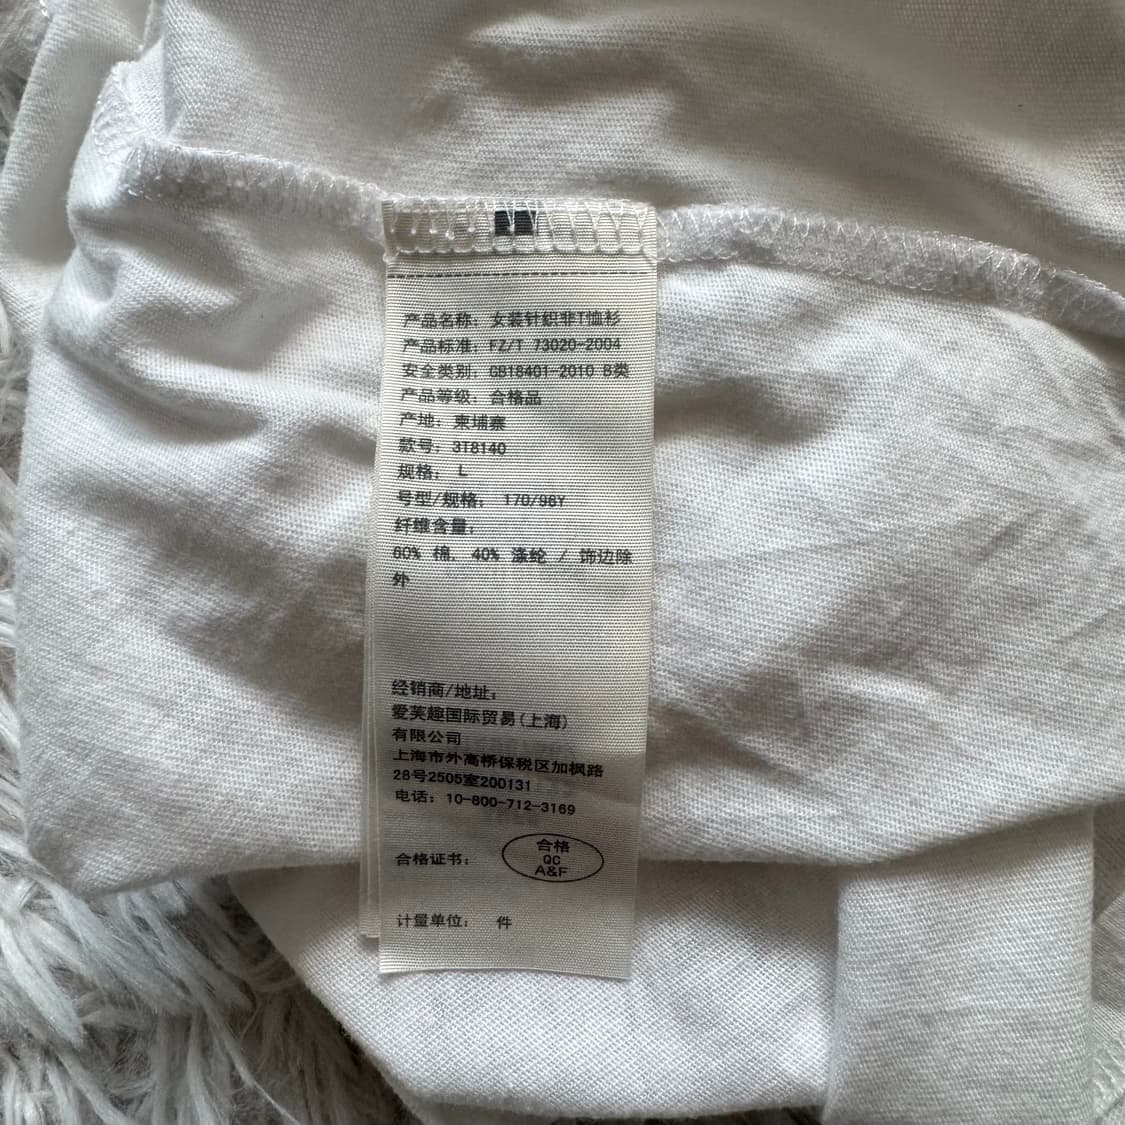 产品名称: 女装针织非T恤衫
产品标准: FZ/T 73020-2004
安全类别: GB18401-2010 B类
产品等级: 合格品
产地: 柬埔寨
款号: 318140
规格: L
号型/规格: 170/96Y
纤维含量:
60% 棉, 40% 涤纶 / 饰边除
外
经销商/地址:
爱芙趣国际贸易(上海)
有限公司
上海市外高桥保税区加枫路
28号2505室200131
电话: 10-800-712-3169
合格证书: 合格
QC
A&F
计量单位: 件